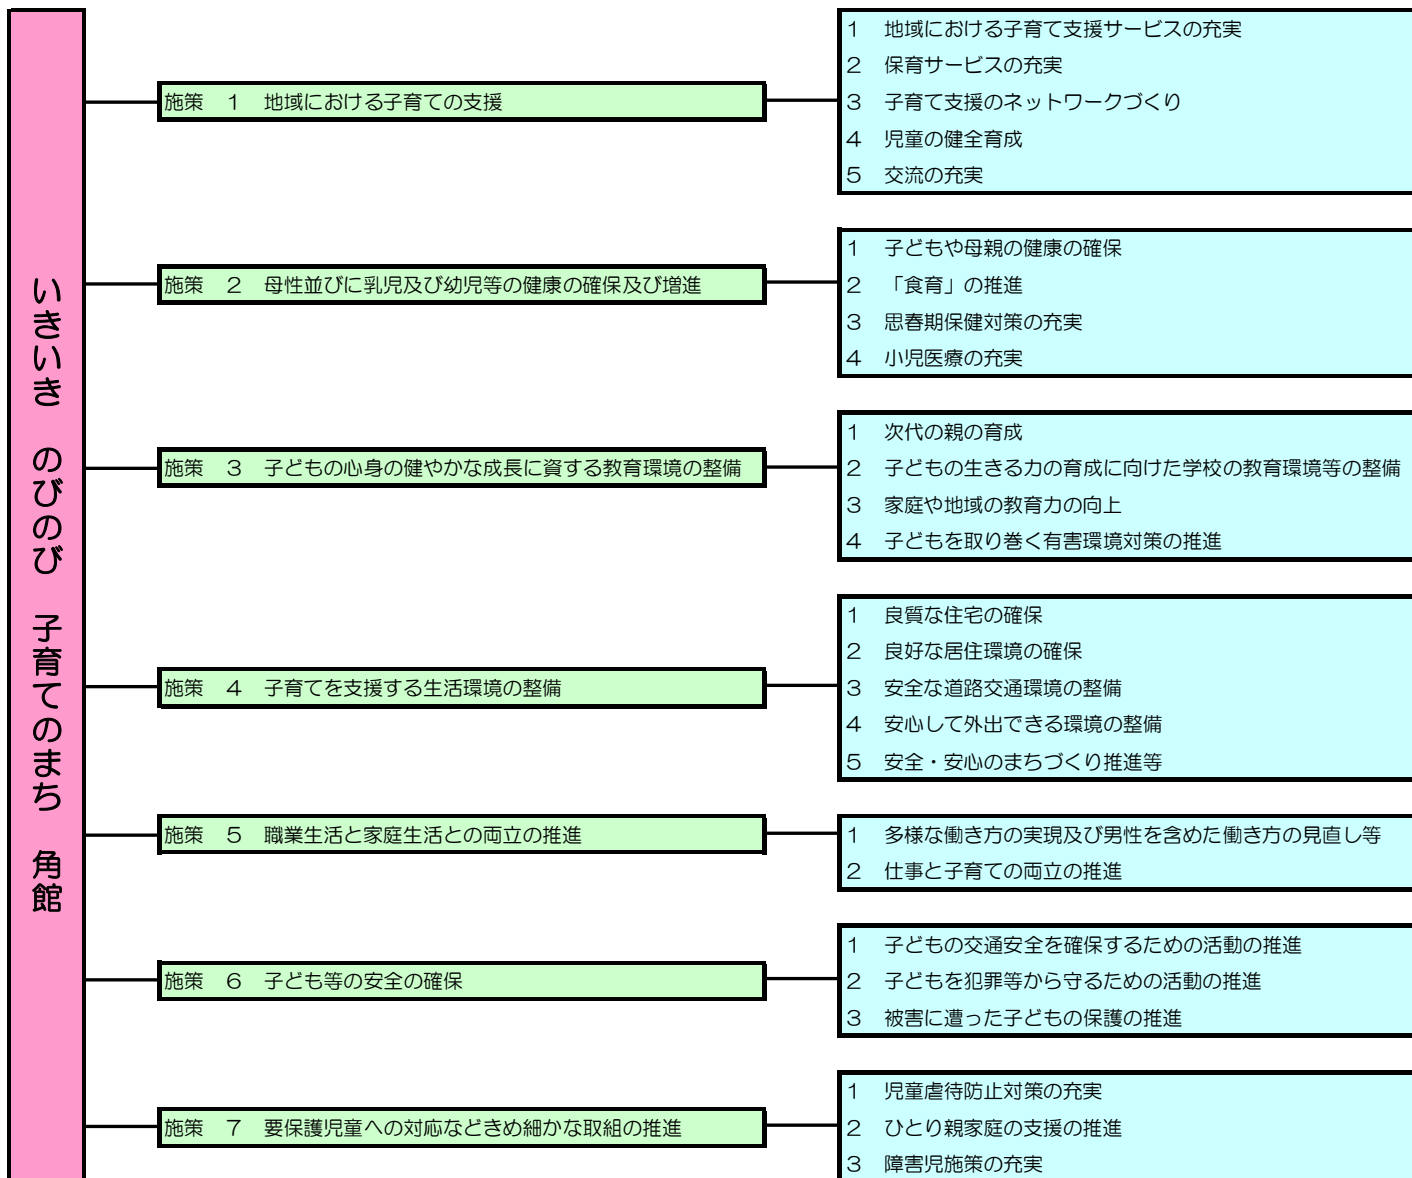 いきいき　のびのび　子育てのまち　角館
施策　１　地域における子育ての支援
１　地域における子育て支援サービスの充実
２　保育サービスの充実
３　子育て支援のネットワークづくり
４　児童の健全育成
５　交流の充実
施策　２　母性並びに乳児及び幼児等の健康の確保及び増進
１　子どもや母親の健康の確保
２　「食育」の推進
３　思春期保健対策の充実
４　小児医療の充実
施策　３　子どもの心身の健やかな成長に資する教育環境の整備
１　次代の親の育成
２　子どもの生きる力の育成に向けた学校の教育環境等の整備
３　家庭や地域の教育力の向上
４　子どもを取り巻く有害環境対策の推進
施策　４　子育てを支援する生活環境の整備
１　良質な住宅の確保
２　良好な居住環境の確保
３　安全な道路交通環境の整備
４　安心して外出できる環境の整備
５　安全・安心のまちづくり推進等
施策　５　職業生活と家庭生活との両立の推進
１　多様な働き方の実現及び男性を含めた働き方の見直し等
２　仕事と子育ての両立の推進
施策　６　子ども等の安全の確保
１　子どもの交通安全を確保するための活動の推進
２　子どもを犯罪等から守るための活動の推進
３　被害に遭った子どもの保護の推進
施策　７　要保護児童への対応などきめ細かな取組の推進
１　児童虐待防止対策の充実
２　ひとり親家庭の支援の推進
３　障害児施策の充実